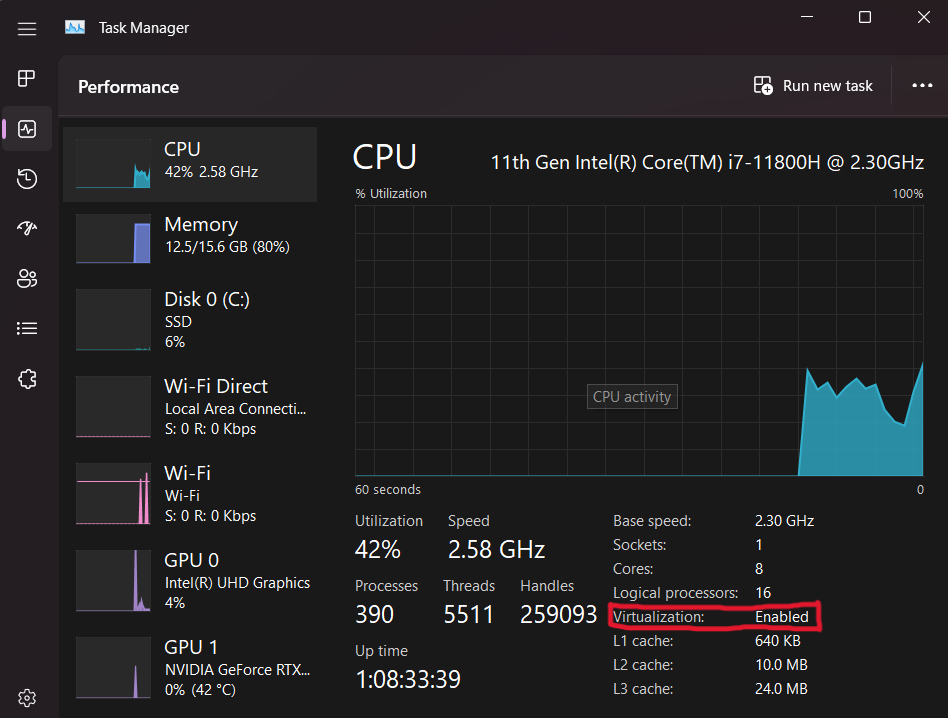 Task Manager
Performance
Run new task
CPU
42% 2.58 GHz
Memory
12.5/15.6 GB (80%)
Disk 0 (C:)
SSD
6%
Wi-Fi Direct
Local Area Connecti...
S: 0 R: 0 Kbps
Wi-Fi
Wi-Fi
S: 0 R: 0 Kbps
GPU 0
Intel(R) UHD Graphics
4%
GPU 1
NVIDIA GeForce RTX...
0% (42 °C)
CPU
11th Gen Intel(R) Core(TM) i7-11800H @ 2.30GHz
% Utilization 100%
CPU activity
60 seconds 0
Utilization Speed
42% 2.58 GHz
Processes Threads Handles
390 5511 259093
Up time
1:08:33:39
Base speed: 2.30 GHz
Sockets: 1
Cores: 8
Logical processors: 16
Virtualization: Enabled
L1 cache: 640 KB
L2 cache: 10.0 MB
L3 cache: 24.0 MB